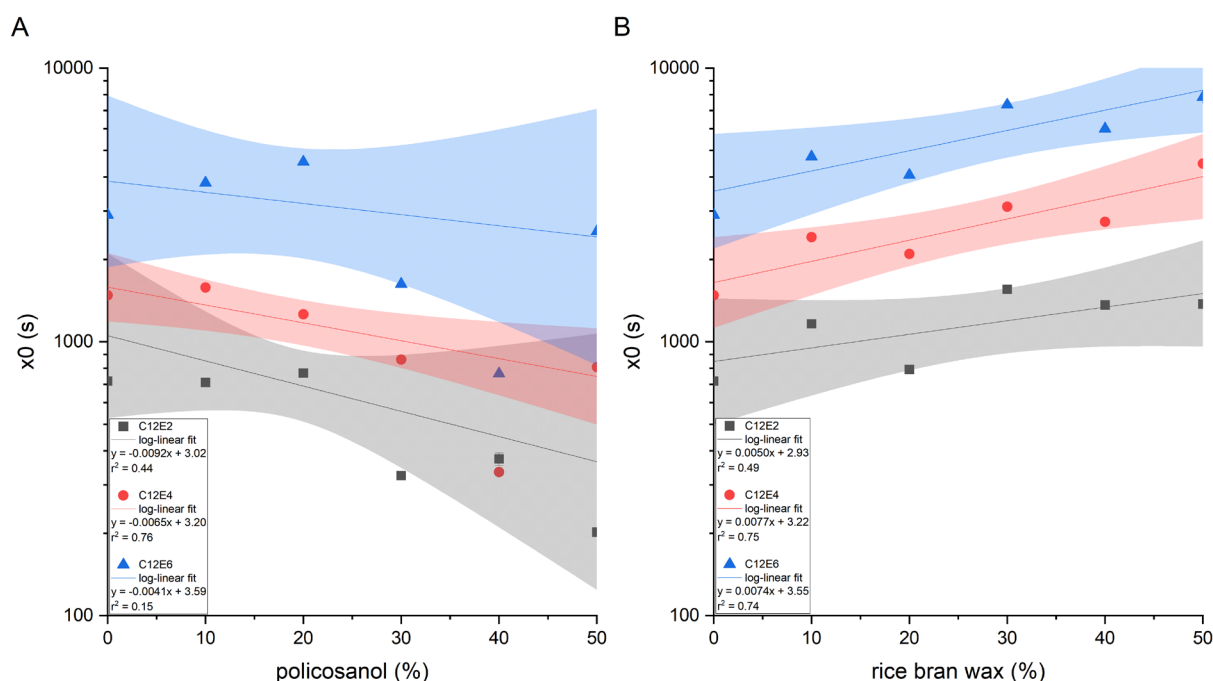 A
x0 (s)
10000
1000
100
C12E2
log-linear fit
y = -0.0092x + 3.02
r² = 0.44
C12E4
log-linear fit
y = -0.0065x + 3.20
r² = 0.76
C12E6
log-linear fit
y = -0.0041x + 3.59
r² = 0.15
0 10 20 30 40 50
policosanol (%)
B
x0 (s)
10000
1000
100
C12E2
log-linear fit
y = 0.0050x + 2.93
r² = 0.49
C12E4
log-linear fit
y = 0.0077x + 3.22
r² = 0.75
C12E6
log-linear fit
y = 0.0074x + 3.55
r² = 0.74
0 10 20 30 40 50
rice bran wax (%)